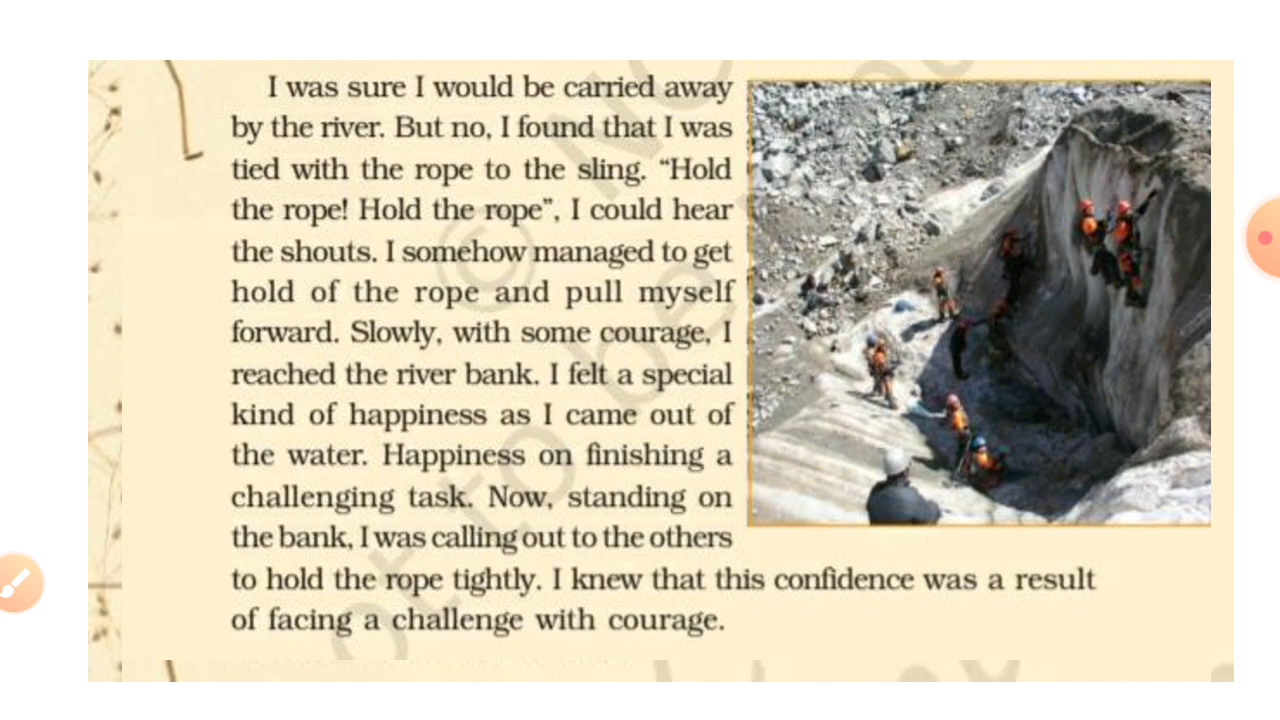 I was sure I would be carried away
by the river. But no, I found that I was
tied with the rope to the sling. “Hold
the rope! Hold the rope”, I could hear
the shouts. I somehow managed to get
hold of the rope and pull myself
forward. Slowly, with some courage, I
reached the river bank. I felt a special
kind of happiness as I came out of
the water. Happiness on finishing a
challenging task. Now, standing on
the bank, I was calling out to the others
to hold the rope tightly. I knew that this confidence was a result
of facing a challenge with courage.